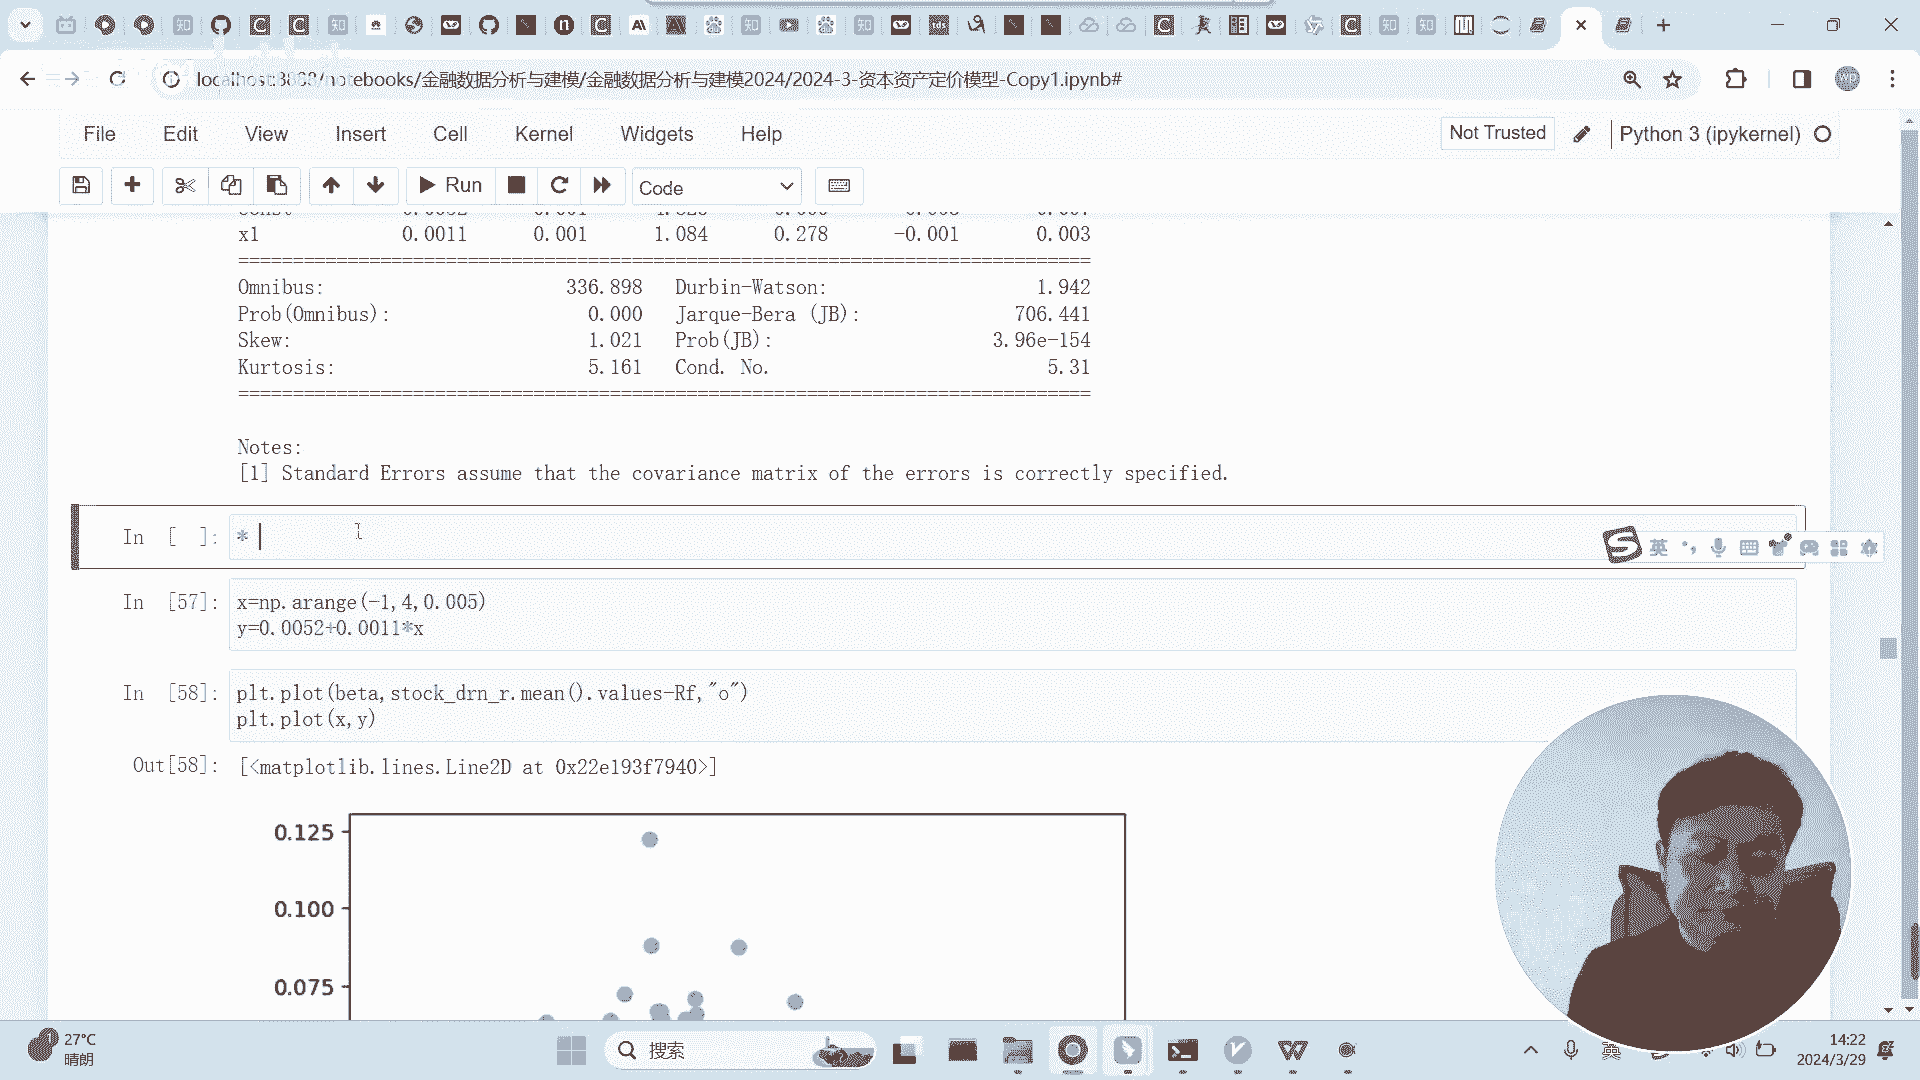 localhost:3888/notebooks/金融数据分析与建模/金融数据分析与建模2024/2024-3-资本资产定价模型-Copy1.ipynb#
File Edit View Insert Cell Kernel Widgets Help Not Trusted Python 3 (ipykernel)
Run Code
x1 0.0011 0.001 1.084 0.278 -0.001 0.003
Omnibus: 336.898 Durbin-Watson: 1.942
Prob(Omnibus): 0.000 Jarque-Bera (JB): 706.441
Skew: 1.021 Prob(JB): 3.96e-154
Kurtosis: 5.161 Cond. No. 5.31
Notes:
[1] Standard Errors assume that the covariance matrix of the errors is correctly specified.
In [ ]: *
英
In [57]: x=np.arange(-1,4,0.005)
y=0.0052+0.0011*x
In [58]: plt.plot(beta,stock_drn_r.mean().values-Rf,"o")
plt.plot(x,y)
Out[58]: [<matplotlib.lines.Line2D at 0x22e193f7940>]
0.125
0.100
0.075
27°C
晴朗
搜索
英
14:22
2024/3/29